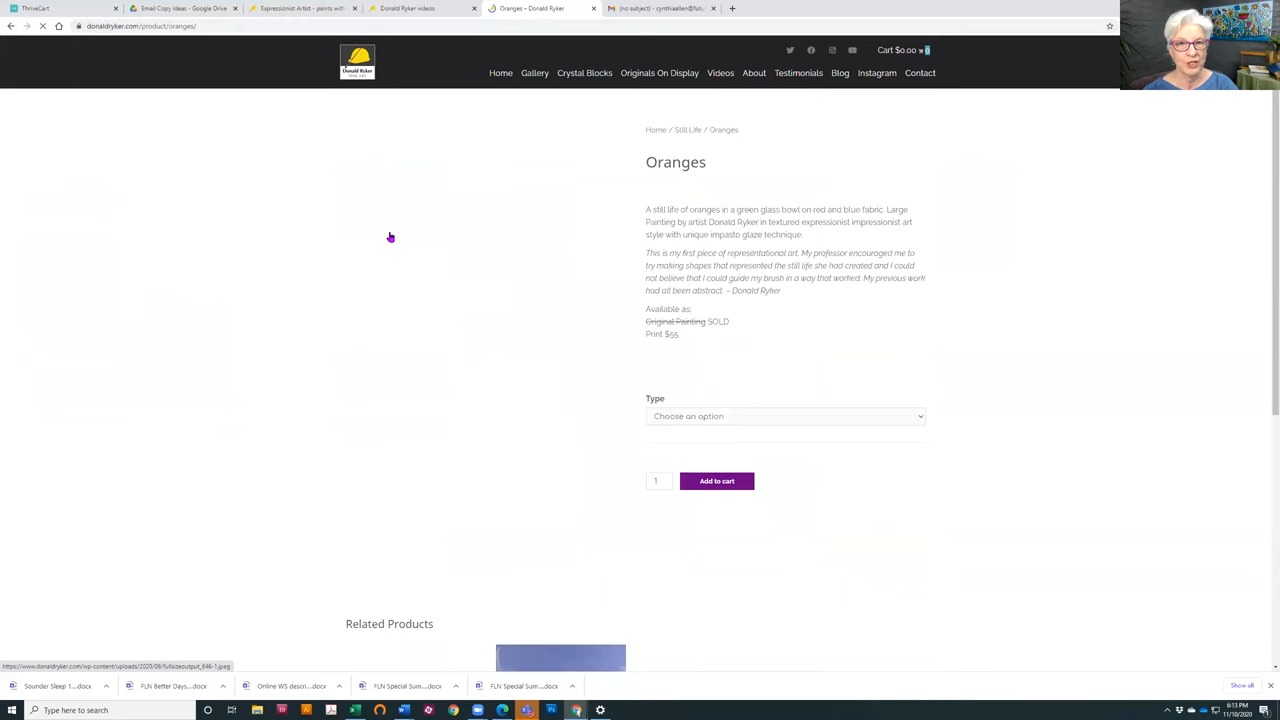 ThriveCart
Email Copy Ideas - Google Drive
Expressionist Artist - paints with
Donald Ryker videos
Oranges – Donald Ryker
(no subject) - cynthiaallen@futu
donaldryker.com/product/oranges/
Donald Ryker
Cart $0.00 0
Home Gallery Crystal Blocks Originals On Display Videos About Testimonials Blog Instagram Contact
Home / Still Life / Oranges
Oranges
A still life of oranges in a green glass bowl on red and blue fabric. Large
Painting by artist Donald Ryker in textured expressionist impressionist art
style with unique impasto glaze technique.
This is my first piece of representational art. My professor encouraged me to
try making shapes that represented the still life she had created and I could
not believe that I could guide my brush in a way that worked. My previous work
had all been abstract. ~ Donald Ryker
Available as:
Original Painting SOLD
Print $55
Type
Choose an option
1
Add to cart
Related Products
https://www.donaldryker.com/wp-content/uploads/2020/06/fullsizeoutput_646-1.jpeg
Sounder Sleep 1....docx
FLN Better Days....docx
Online WS descri...docx
FLN Special Sum....docx
FLN Special Sum....docx
Show all
Type here to search
6:13 PM
11/18/2020